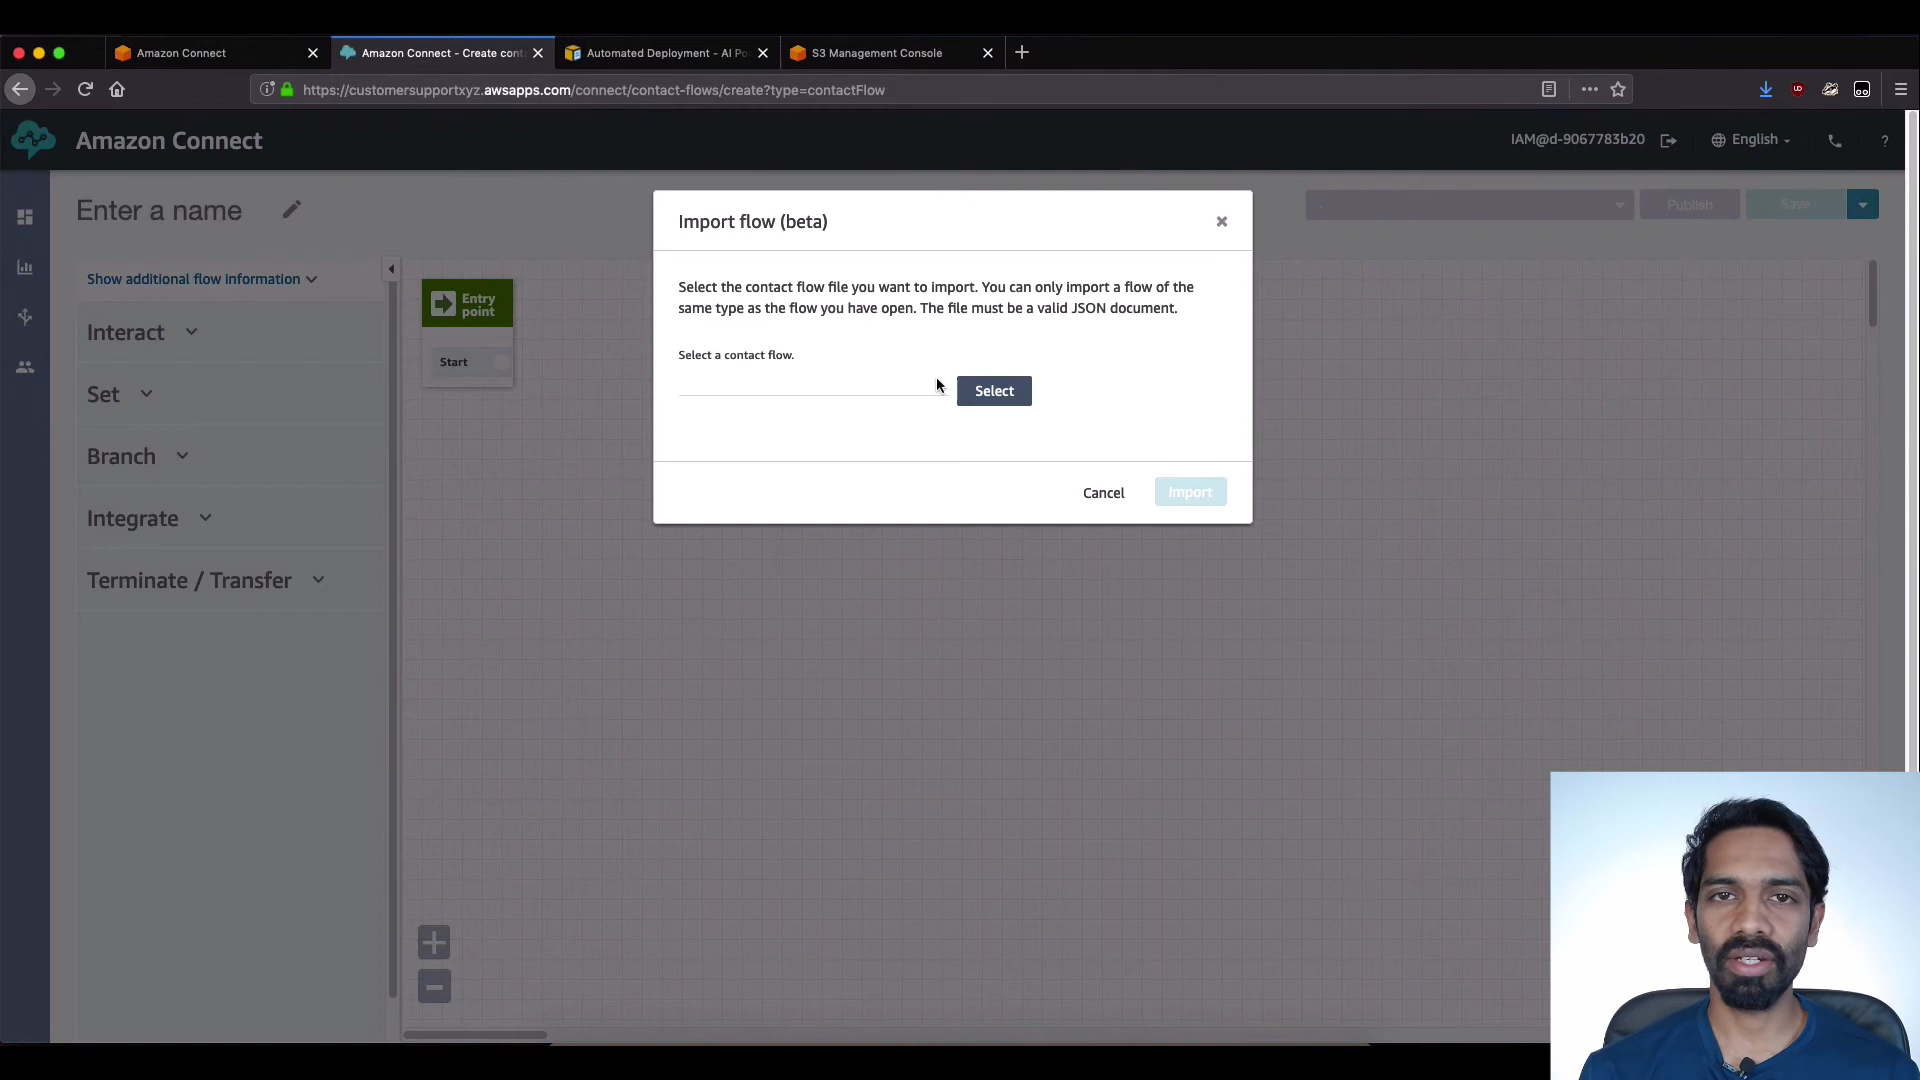 Amazon Connect
Amazon Connect - Create cont
Automated Deployment - AI Po
S3 Management Console
https://customersupportxyz.awsapps.com/connect/contact-flows/create?type=contactFlow
Amazon Connect
IAM@d-9067783b20
English
?
Enter a name
-
Publish
Save
Show additional flow information
Interact
Set
Branch
Integrate
Terminate / Transfer
Entry
point
Start
Import flow (beta)
Select the contact flow file you want to import. You can only import a flow of the
same type as the flow you have open. The file must be a valid JSON document.
Select a contact flow.
Select
Cancel
Import